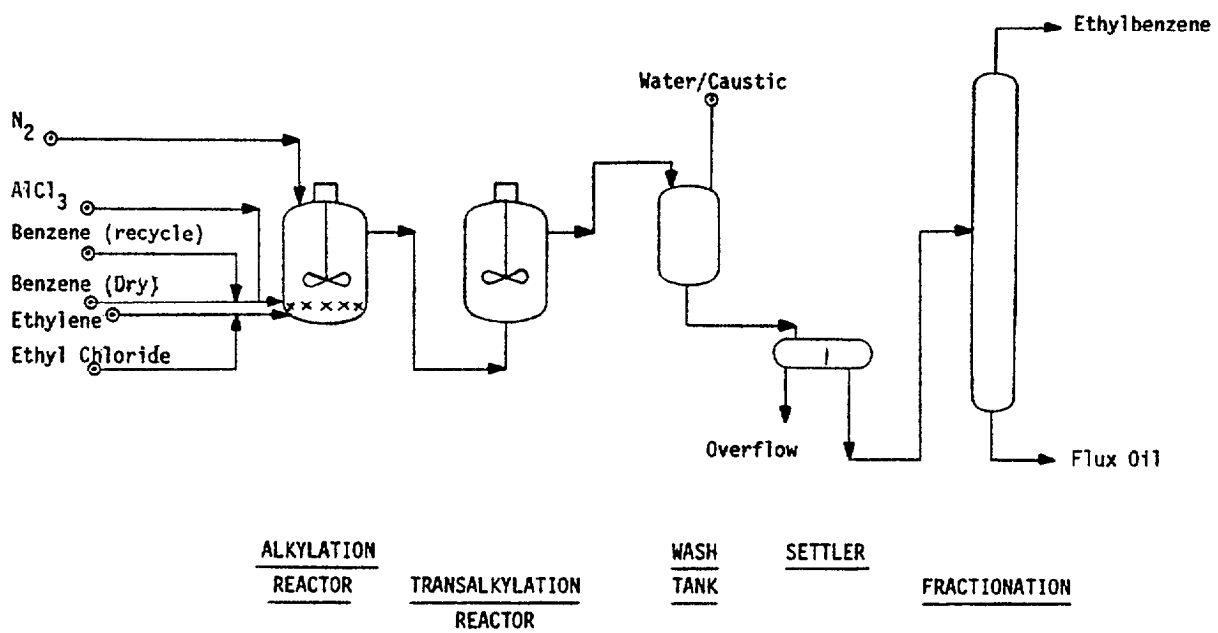 Ethylbenzene
Water/Caustic
N2
AlCl3
Benzene (recycle)
Benzene (Dry)
Ethylene
Ethyl Chloride
Overflow
Flux Oil
ALKYLATION
REACTOR
TRANSALKYLATION
REACTOR
WASH
TANK
SETTLER
FRACTIONATION